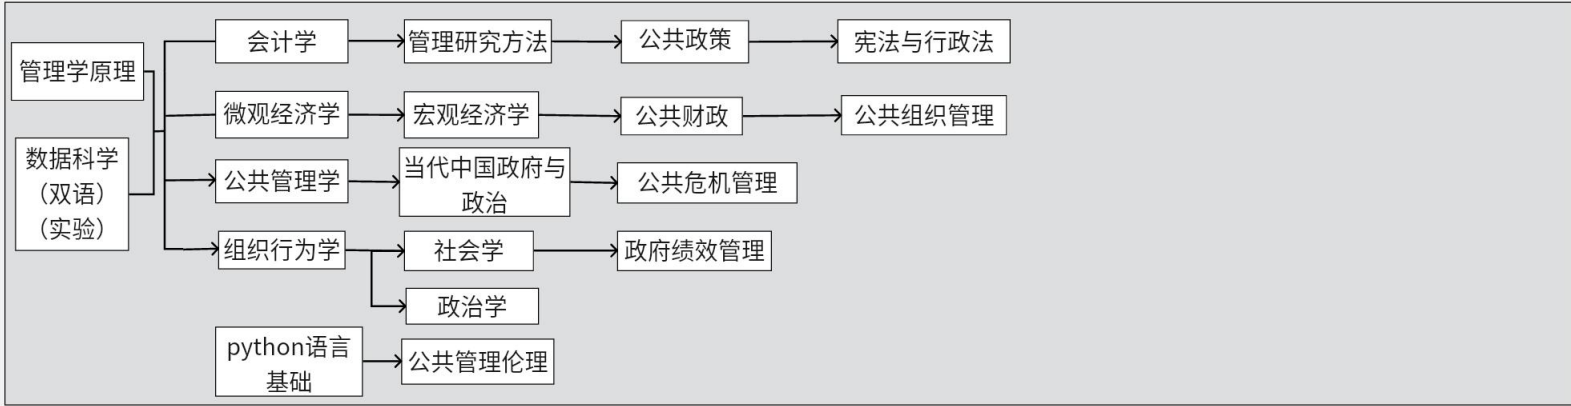 管理学原理
数据科学
（双语）
（实验）
会计学
管理研究方法
公共政策
宪法与行政法
微观经济学
宏观经济学
公共财政
公共组织管理
公共管理学
当代中国政府与
政治
公共危机管理
组织行为学
社会学
政府绩效管理
政治学
python语言
基础
公共管理伦理